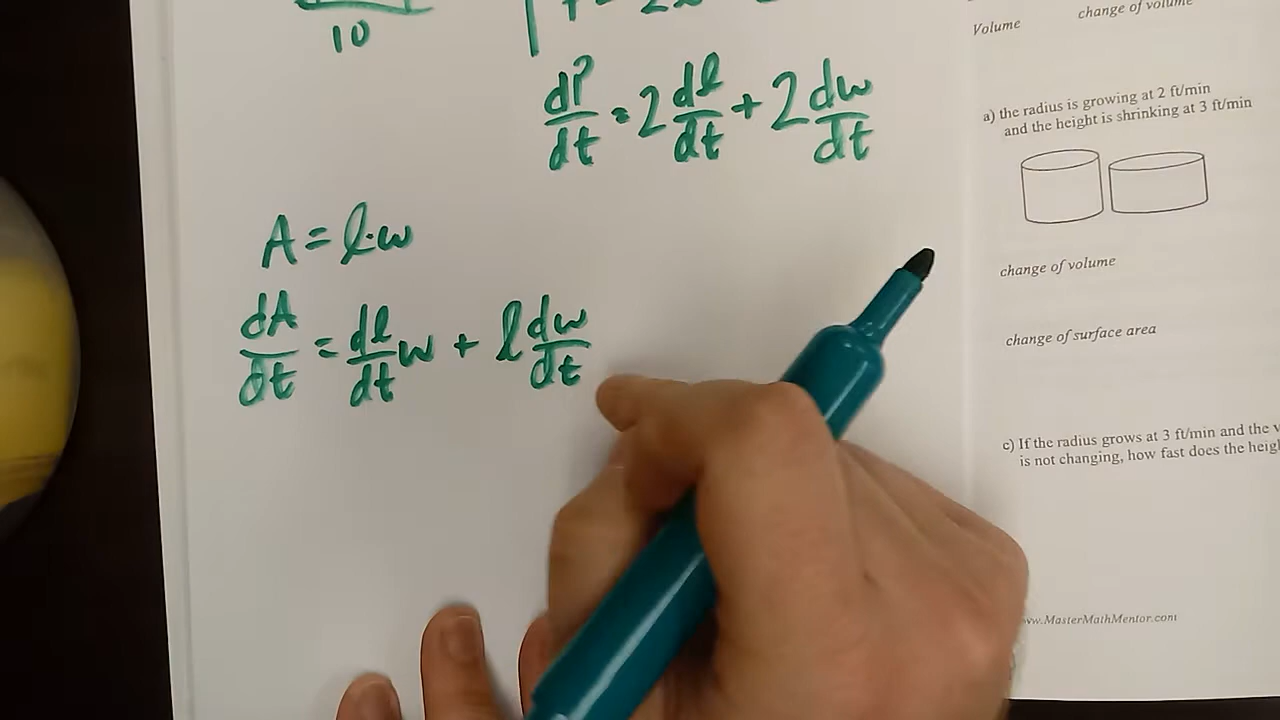 10
dP/dt = 2 dl/dt + 2 dw/dt
A = l·w
dA/dt = dl/dt w + l dw/dt
Volume change of volume
a) the radius is growing at 2 ft/min
and the height is shrinking at 3 ft/min
change of volume
change of surface area
c) If the radius grows at 3 ft/min and the
is not changing, how fast does the
www.MasterMathMentor.com